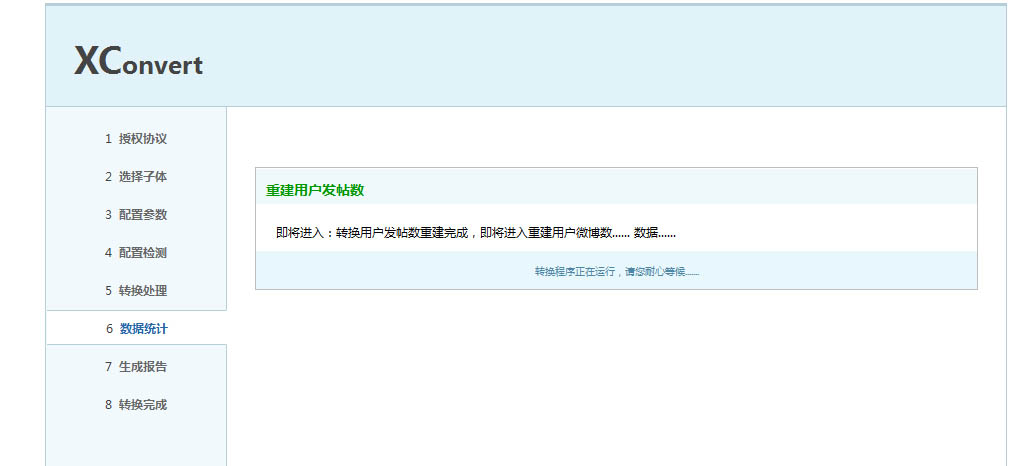 XConvert
1 授权协议
2 选择子体
3 配置参数
4 配置检测
5 转换处理
6 数据统计
7 生成报告
8 转换完成
重建用户发帖数
即将进入：转换用户发帖数重建完成，即将进入重建用户微博数...... 数据......
转换程序正在运行，请您耐心等候......